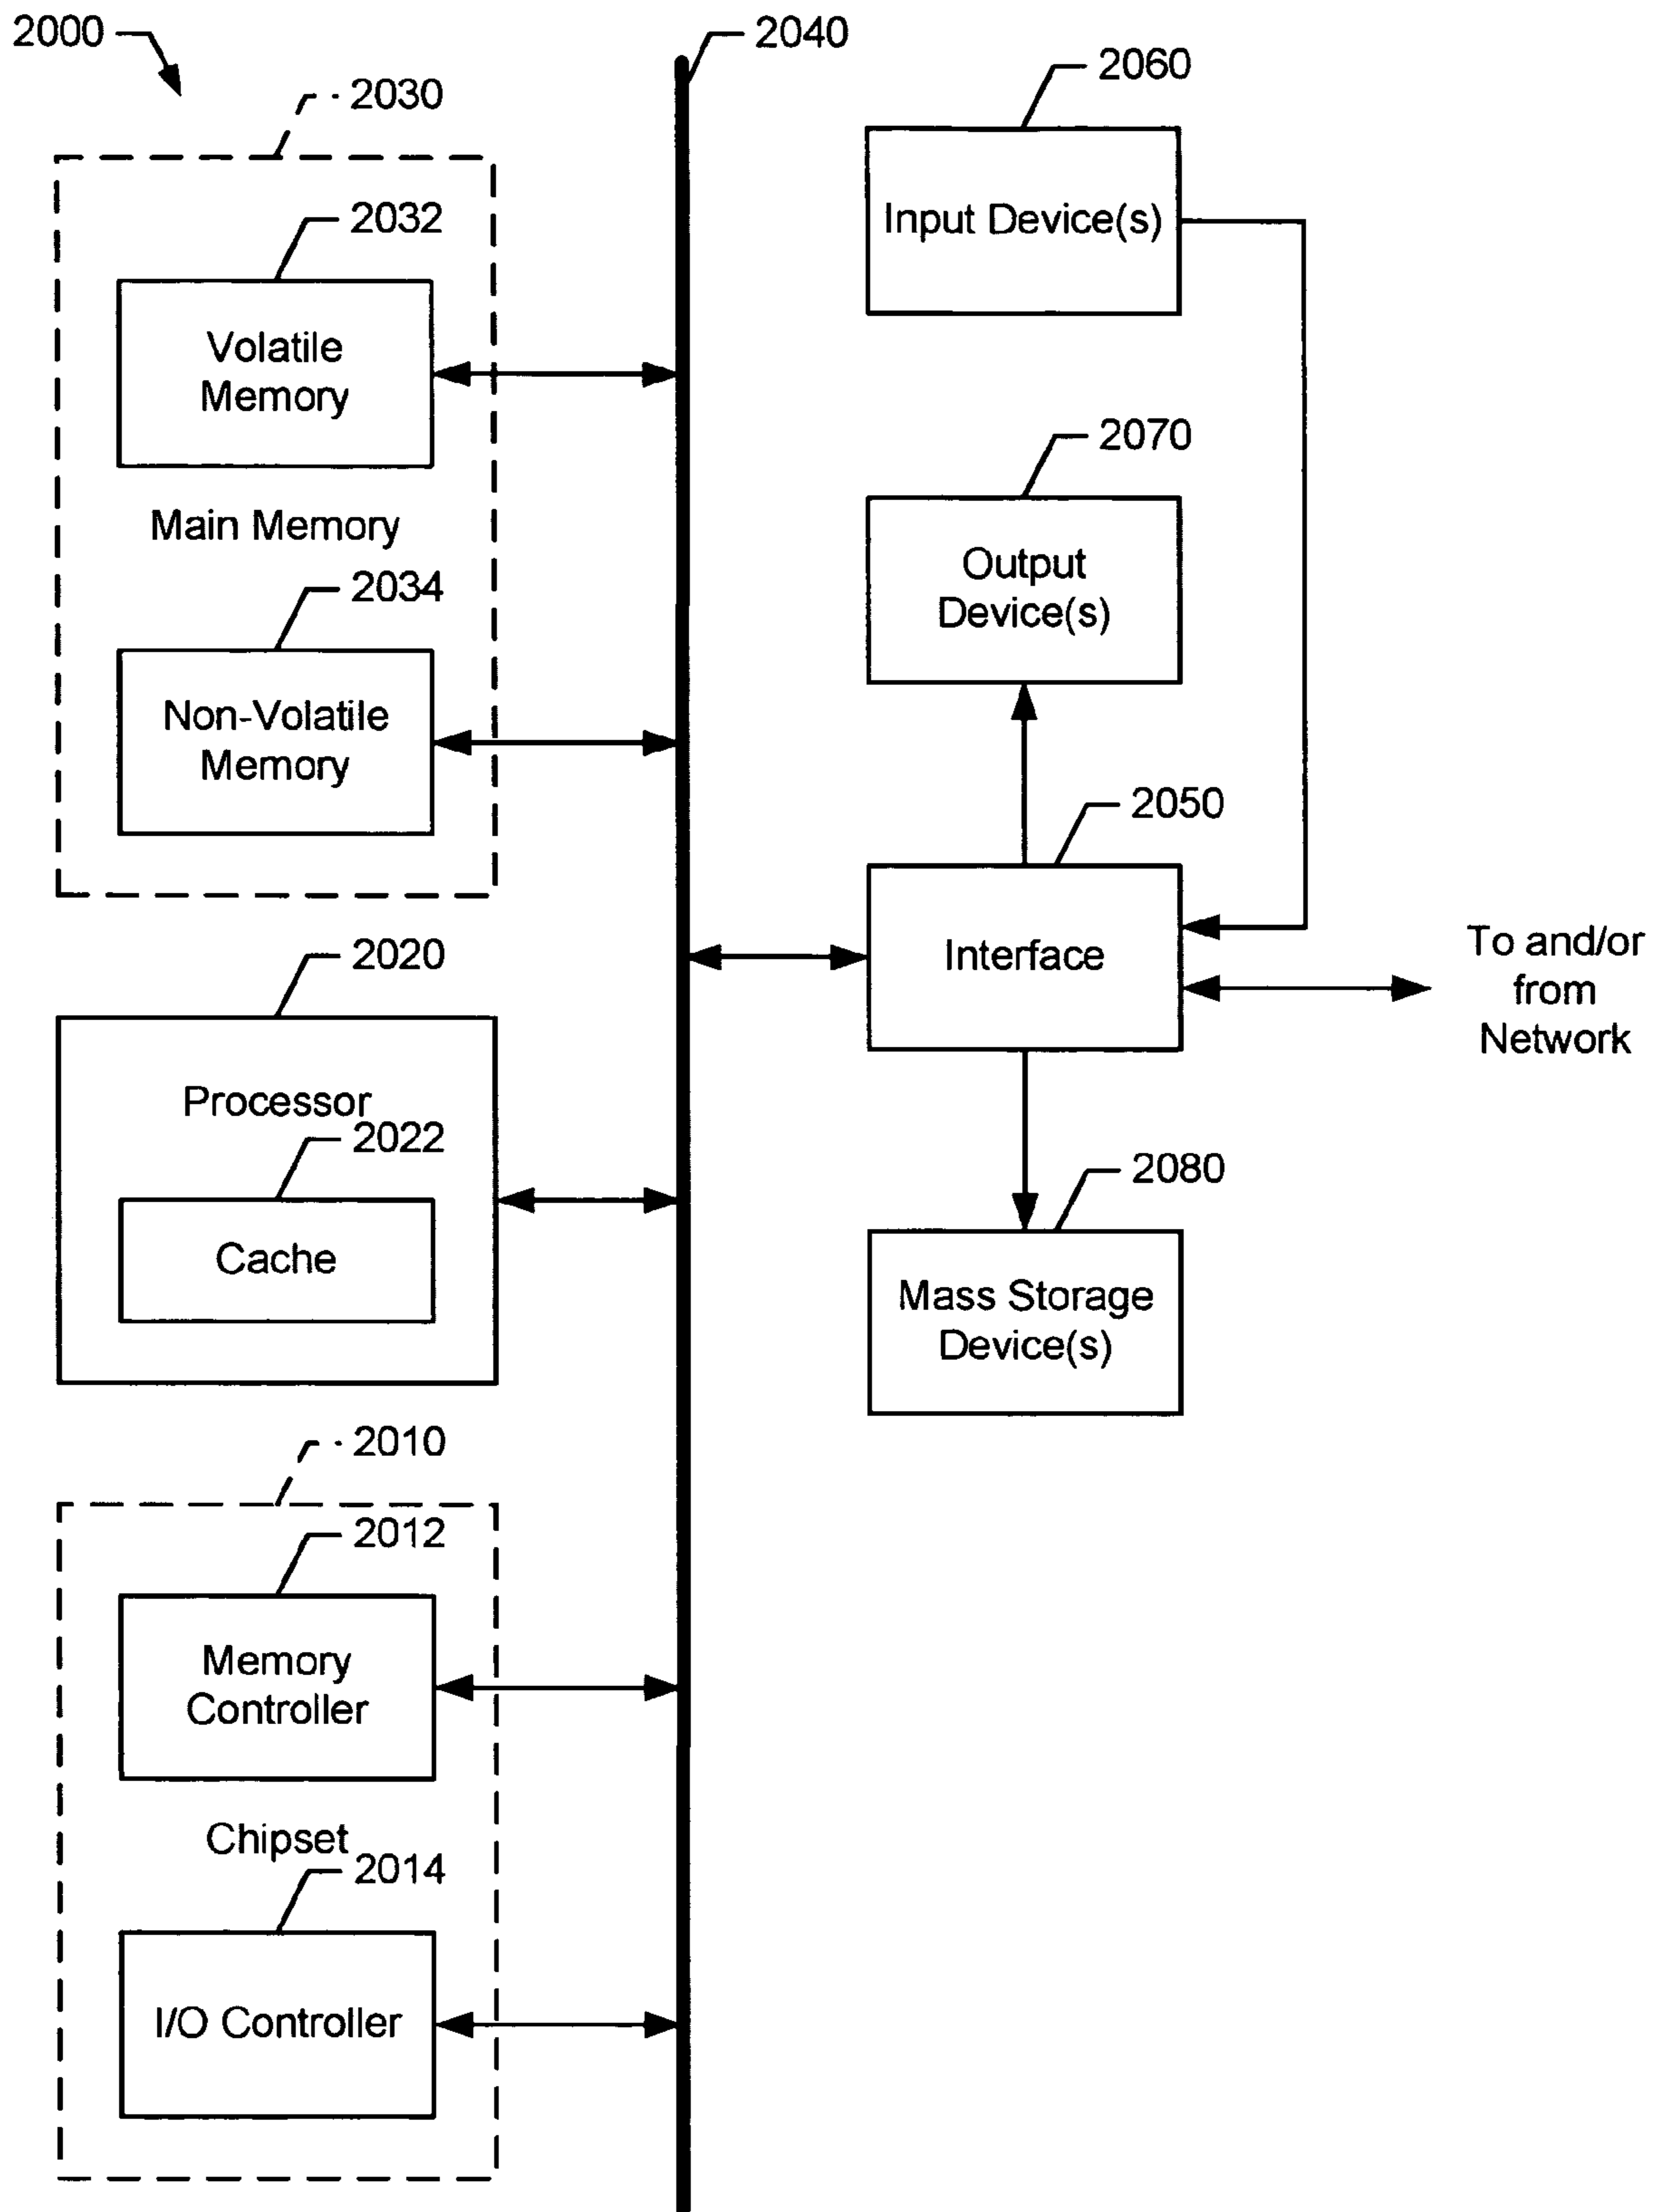 2000
2040
2060
2030
Input Device(s)
2032
Volatile
Memory
2070
Output
Device(s)
Main Memory
2034
Non-Volatile
Memory
2050
Interface
To and/or
from
Network
2020
Processor
2022
Cache
2080
Mass Storage
Device(s)
2010
2012
Memory
Controller
Chipset
2014
I/O Controller